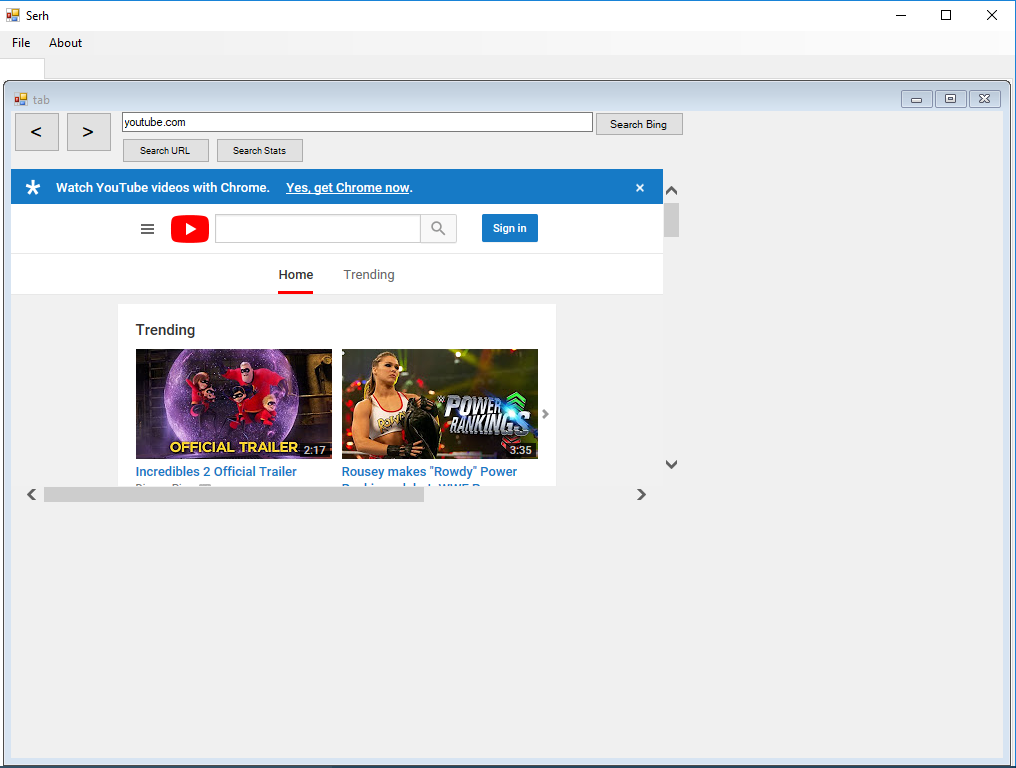 Serh
File About
tab
< > youtube.com Search Bing
Search URL Search Stats
Watch YouTube videos with Chrome. Yes, get Chrome now. ×
Sign in
Home Trending
Trending
OFFICIAL TRAILER 2:17
POWER RANKINGS 3:35
Incredibles 2 Official Trailer
Rousey makes "Rowdy" Power